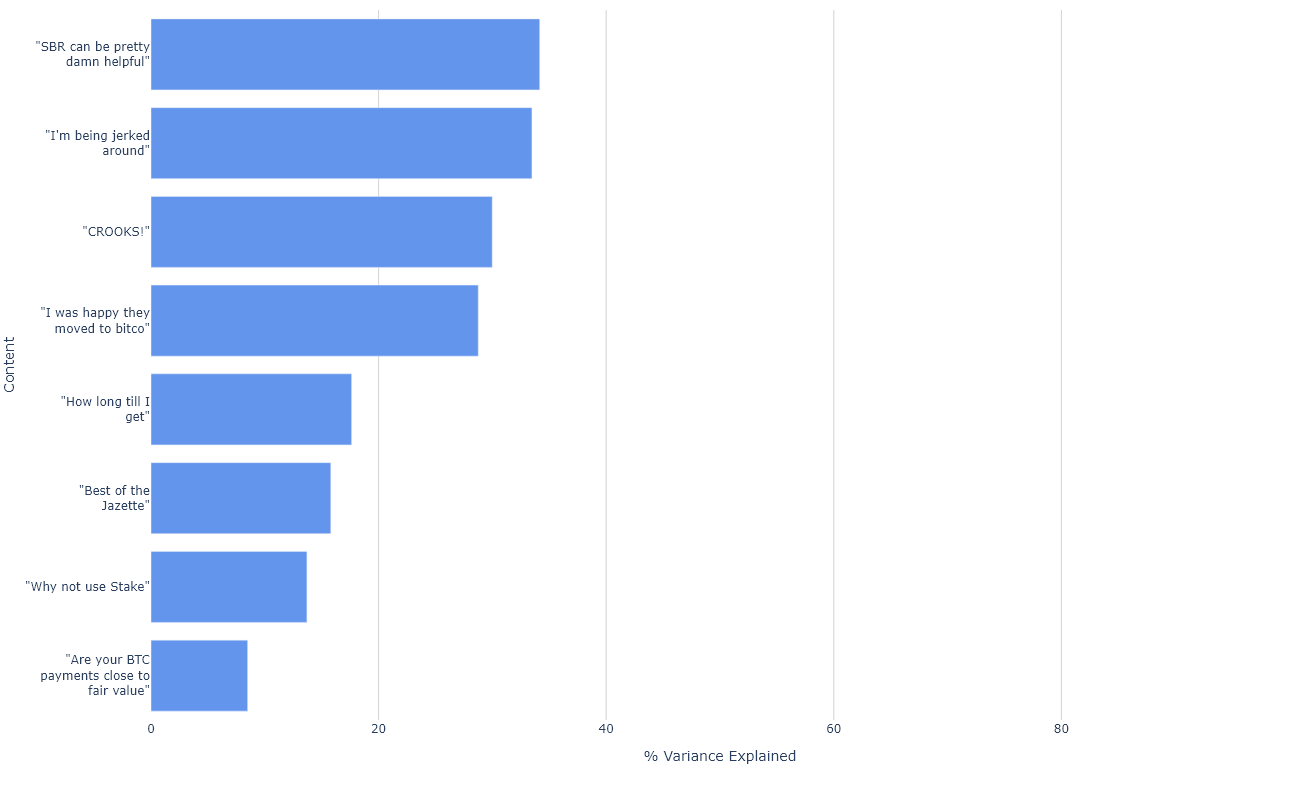 "SBR can be pretty
damn helpful"
"I'm being jerked
around"
"CROOKS!"
"I was happy they
moved to bitco"
"How long till I
get"
"Best of the
Jazette"
"Why not use Stake"
"Are your BTC
payments close to
fair value"
Content
0 20 40 60 80
% Variance Explained